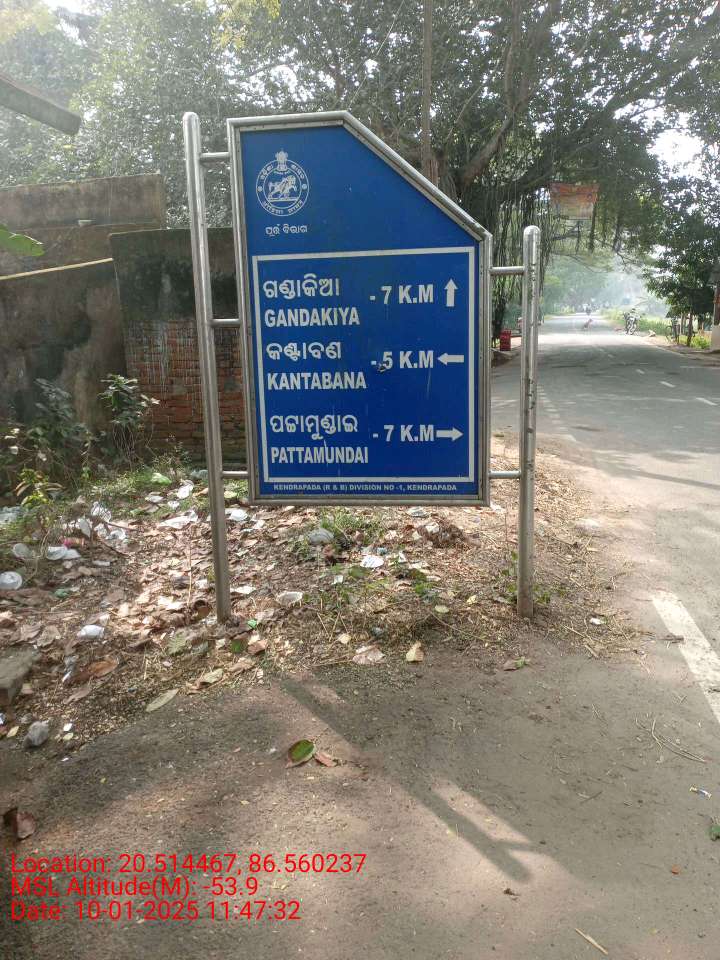 ପୂର୍ତ୍ତ ବିଭାଗ
ଗଣ୍ଡାକିଆ - 7 K.M ↑
GANDAKIYA
କଣ୍ଟାବଣ - 5 K.M ←
KANTABANA
ପଟ୍ଟାମୁଣ୍ଡାଇ - 7 K.M →
PATTAMUNDAI
KENDRAPADA (R & B) DIVISION NO -1, KENDRAPADA
Location: 20.514467, 86.560237
MSL Altitude(M): -53.9
Date: 10-01-2025 11:47:32